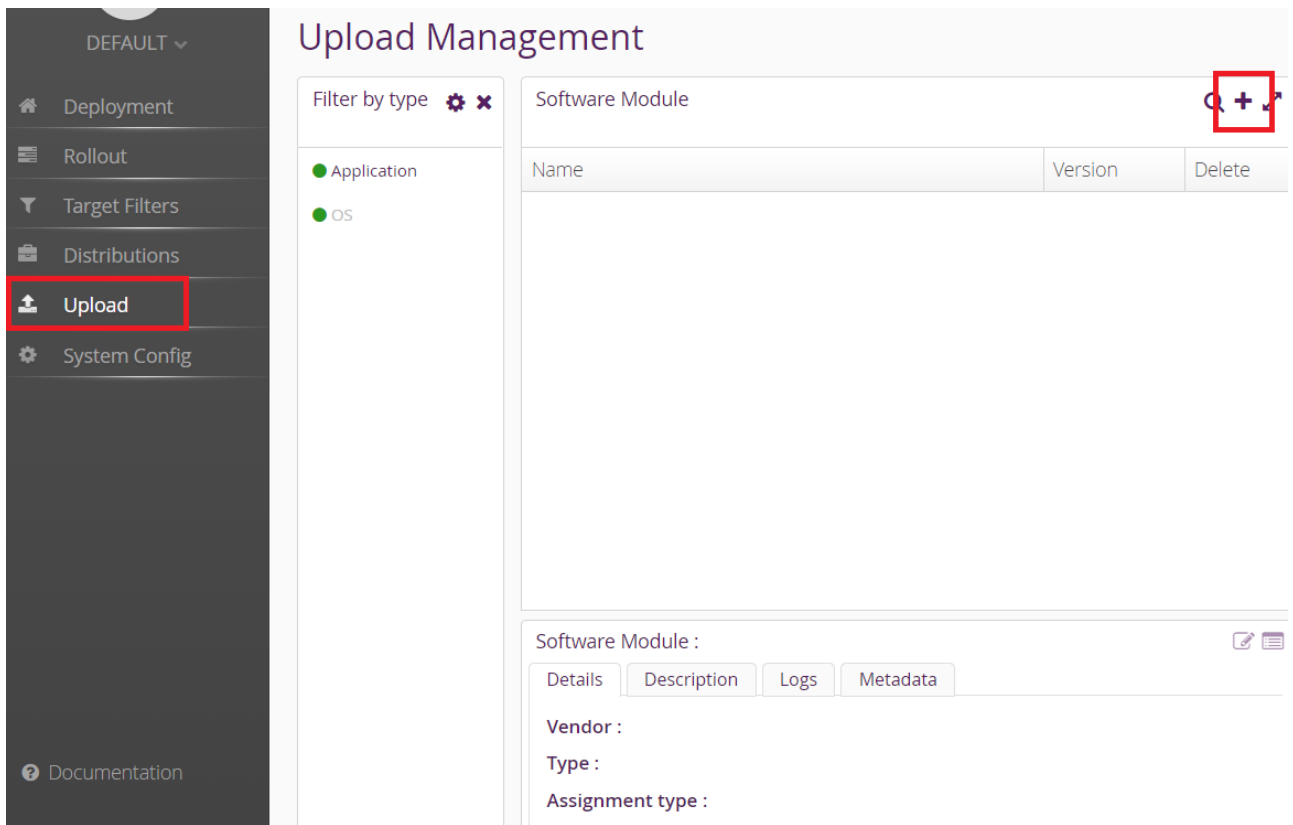 DEFAULT
Deployment
Rollout
Target Filters
Distributions
Upload
System Config
Documentation
Upload Management
Filter by type
Application
OS
Software Module
Name Version Delete
Software Module :
Details Description Logs Metadata
Vendor :
Type :
Assignment type :